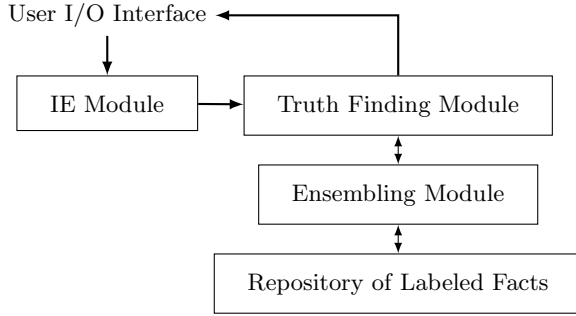 User I/O Interface
IE Module
Truth Finding Module
Ensembling Module
Repository of Labeled Facts